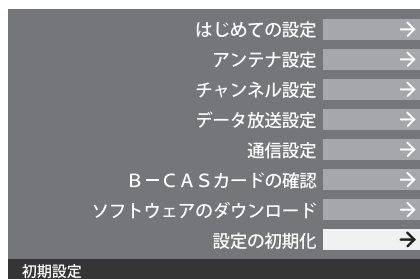 はじめての設定
アンテナ設定
チャンネル設定
データ放送設定
通信設定
B－CASカードの確認
ソフトウェアのダウンロード
設定の初期化
初期設定